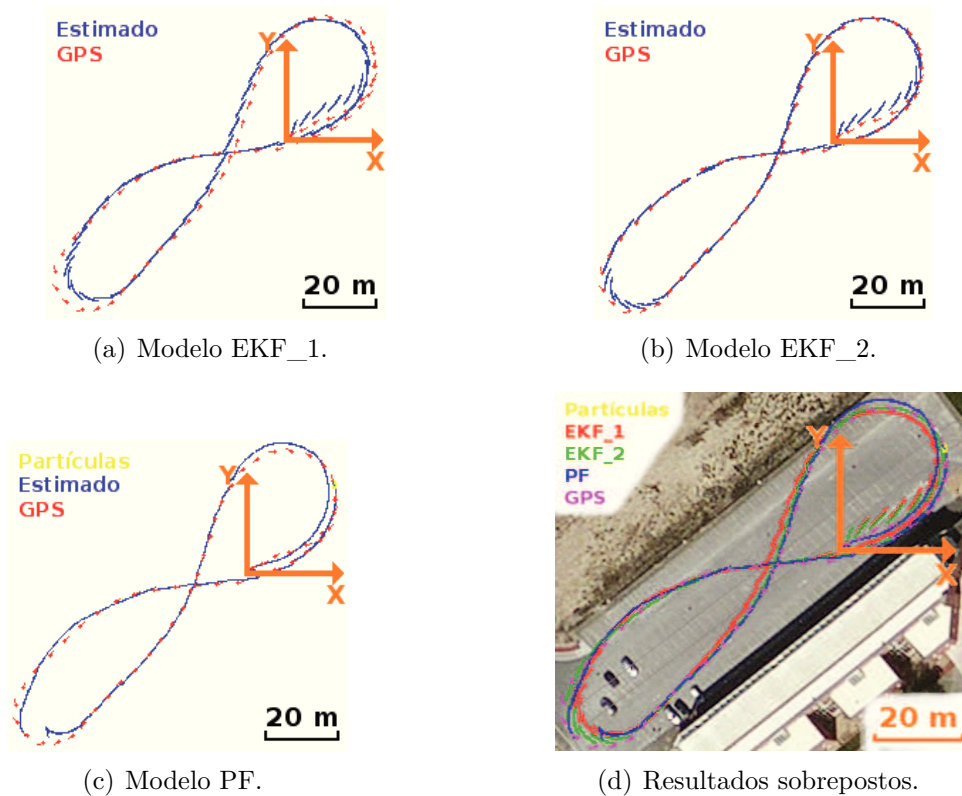 Estimado
GPS
Y
X
20 m
(a) Modelo EKF_1.
Estimado
GPS
Y
X
20 m
(b) Modelo EKF_2.
Partículas
Estimado
GPS
Y
X
20 m
(c) Modelo PF.
Partículas
EKF_1
EKF_2
PF
GPS
Y
X
20 m
(d) Resultados sobrepostos.